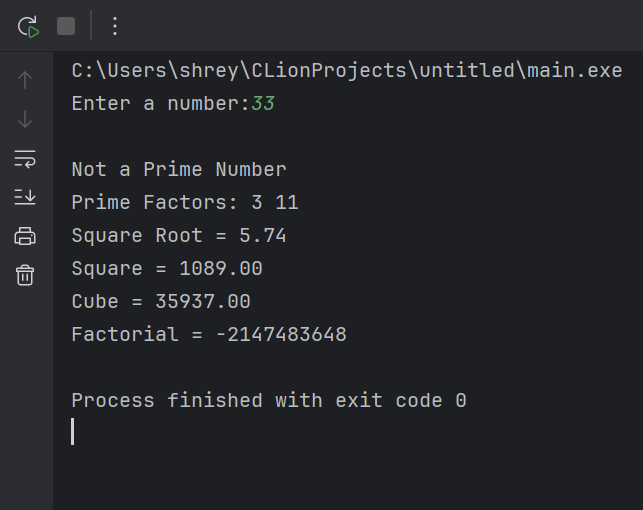 C:\Users\shrey\CLionProjects\untitled\main.exe
Enter a number:33
Not a Prime Number
Prime Factors: 3 11
Square Root = 5.74
Square = 1089.00
Cube = 35937.00
Factorial = -2147483648
Process finished with exit code 0